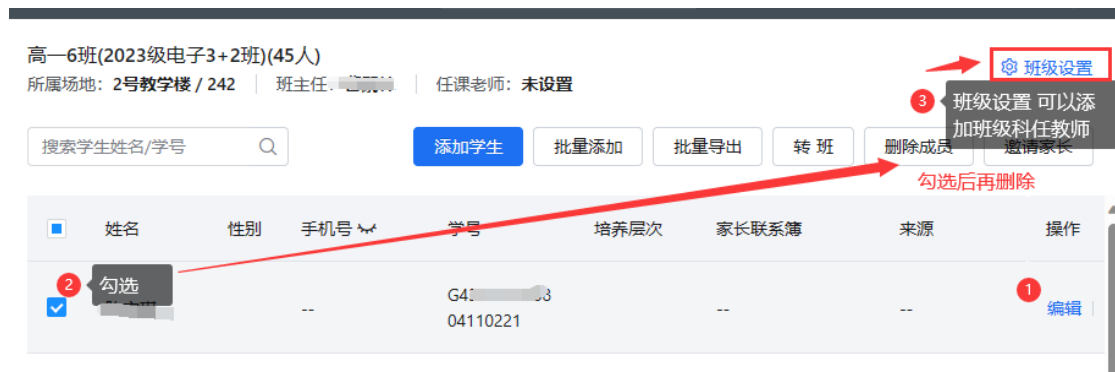 高一6班(2023级电子3+2班)(45人)
班级设置
所属场地：2号教学楼 / 242 班主任： 任课老师：未设置
3 班级设置 可以添
加班级科任教师
搜索学生姓名/学号 添加学生 批量添加 批量导出 转 班 删除成员 邀请家长
勾选后再删除
姓名 性别 手机号 学号 培养层次 家长联系簿 来源 操作
2 勾选
1
-- -- -- 编辑
04110221